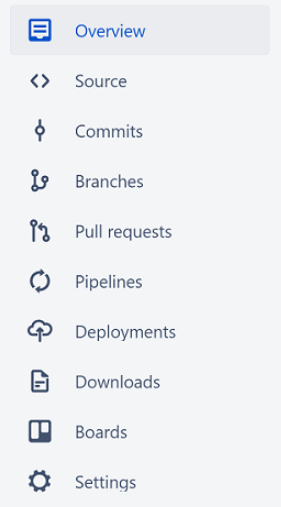 Overview
Source
Commits
Branches
Pull requests
Pipelines
Deployments
Downloads
Boards
Settings